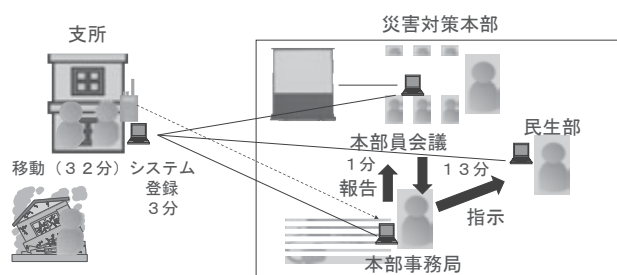 災害対策本部
支所
民生部
本部員会議
移動（３２分）
システム
登録
３分
1分
報告
１３分
指示
本部事務局